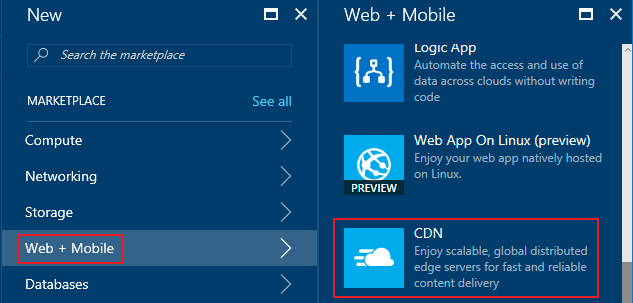 New
Search the marketplace
MARKETPLACE See all
Compute
Networking
Storage
Web + Mobile
Databases
Web + Mobile
Logic App
Automate the access and use of
data across clouds without writing
code
Web App On Linux (preview)
Enjoy your web app natively hosted
on Linux.
PREVIEW
CDN
Enjoy scalable, global distributed
edge servers for fast and reliable
content delivery